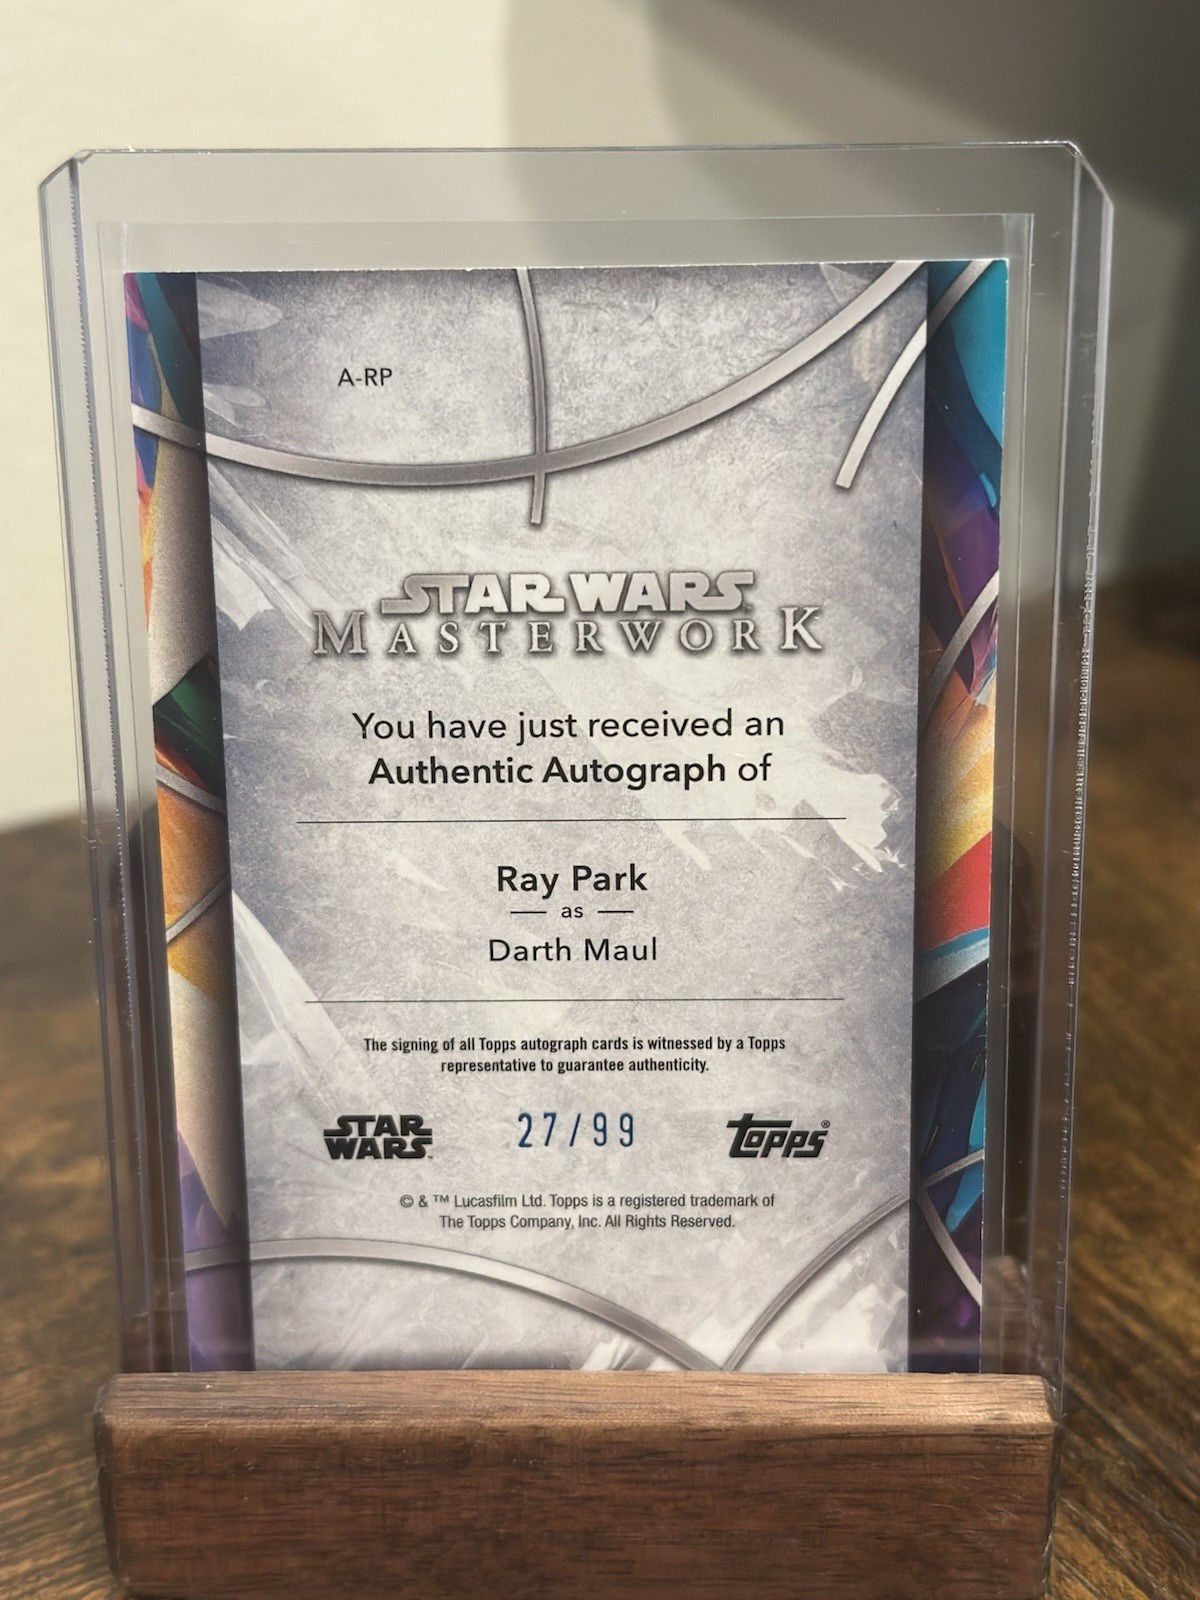 A-RP
STAR WARS
MASTERWORK
You have just received an
Authentic Autograph of
Ray Park
— as —
Darth Maul
The signing of all Topps autograph cards is witnessed by a Topps
representative to guarantee authenticity.
STAR WARS™ 27/99 Topps®
© & ™ Lucasfilm Ltd. Topps is a registered trademark of
The Topps Company, Inc. All Rights Reserved.